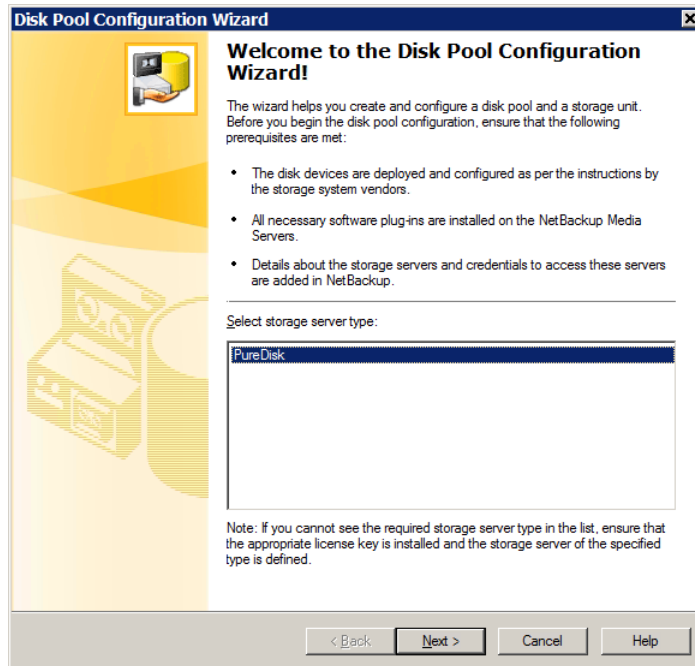 Disk Pool Configuration Wizard
Welcome to the Disk Pool Configuration
Wizard!
The wizard helps you create and configure a disk pool and a storage unit.
Before you begin the disk pool configuration, ensure that the following
prerequisites are met:
• The disk devices are deployed and configured as per the instructions by
the storage system vendors.
• All necessary software plug-ins are installed on the NetBackup Media
Servers.
• Details about the storage servers and credentials to access these servers
are added in NetBackup.
Select storage server type:
PureDisk
Note: If you cannot see the required storage server type in the list, ensure that
the appropriate license key is installed and the storage server of the specified
type is defined.
< Back Next > Cancel Help